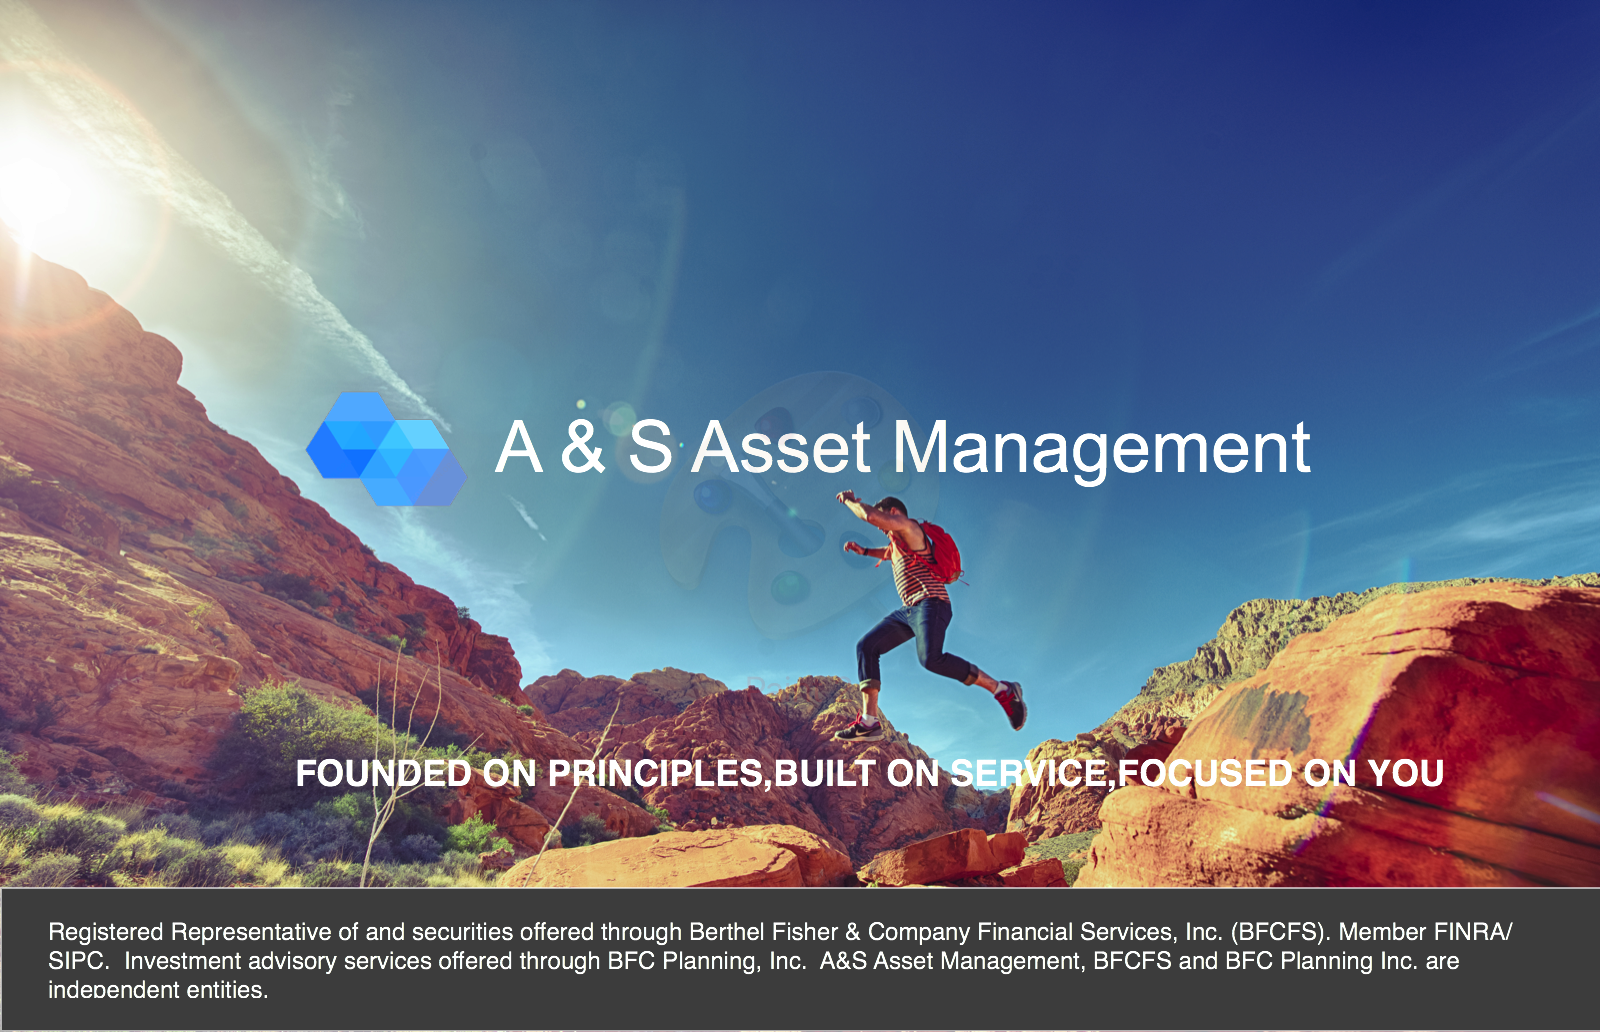 A & S Asset Management
FOUNDED ON PRINCIPLES,BUILT ON SERVICE,FOCUSED ON YOU
Registered Representative of and securities offered through Berthel Fisher & Company Financial Services, Inc. (BFCFS). Member FINRA/
SIPC.  Investment advisory services offered through BFC Planning, Inc.  A&S Asset Management, BFCFS and BFC Planning Inc. are
independent entities.